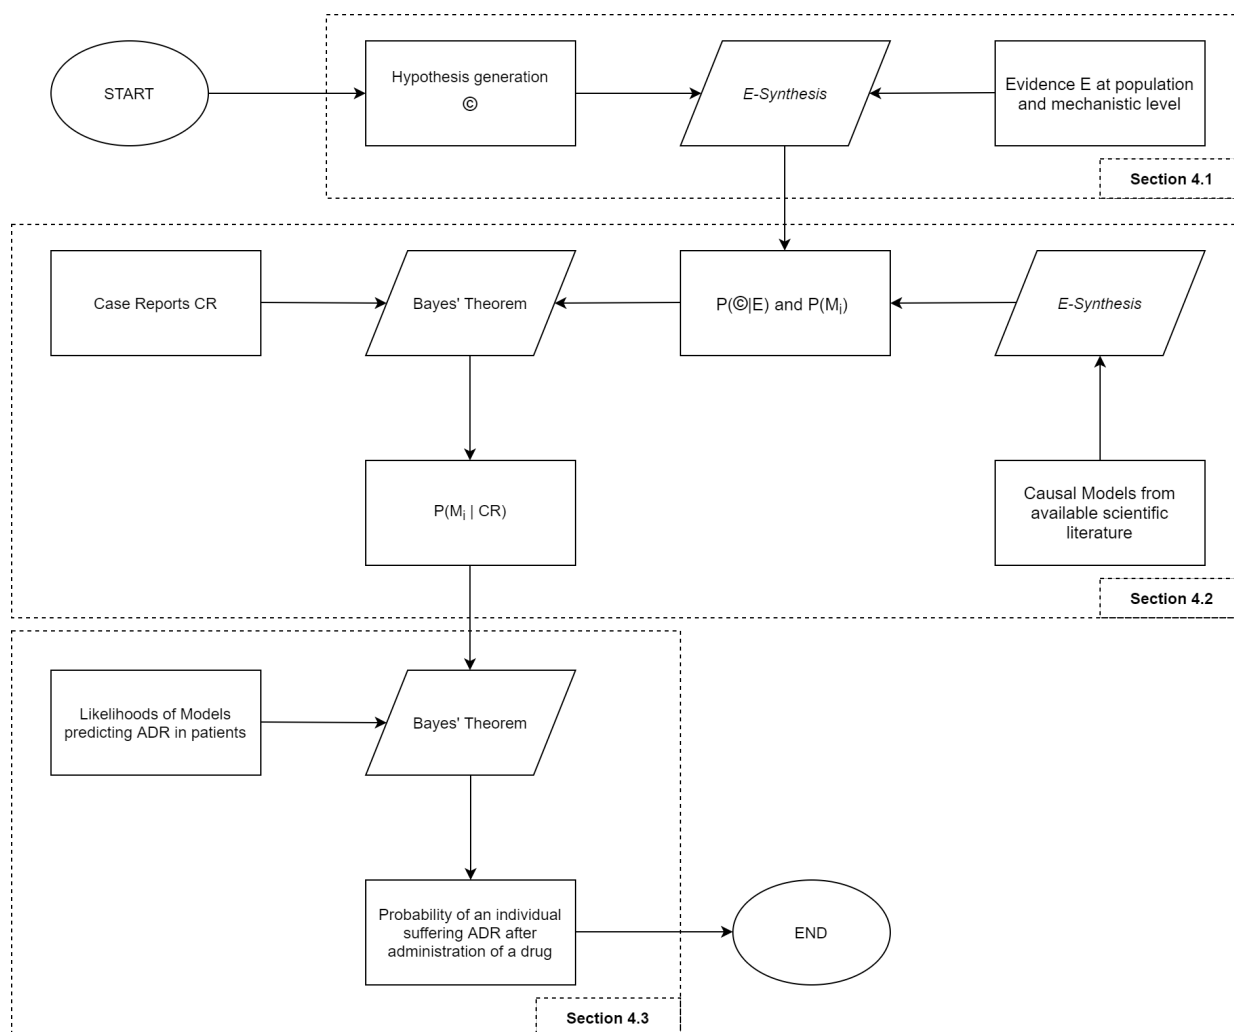 START
Hypothesis generation
©
E-Synthesis
Evidence E at population
and mechanistic level
Section 4.1
Case Reports CR
Bayes' Theorem
P(©|E) and P(Mᵢ)
E-Synthesis
P(Mᵢ | CR)
Causal Models from
available scientific
literature
Section 4.2
Likelihoods of Models
predicting ADR in patients
Bayes' Theorem
Probability of an individual
suffering ADR after
administration of a drug
END
Section 4.3